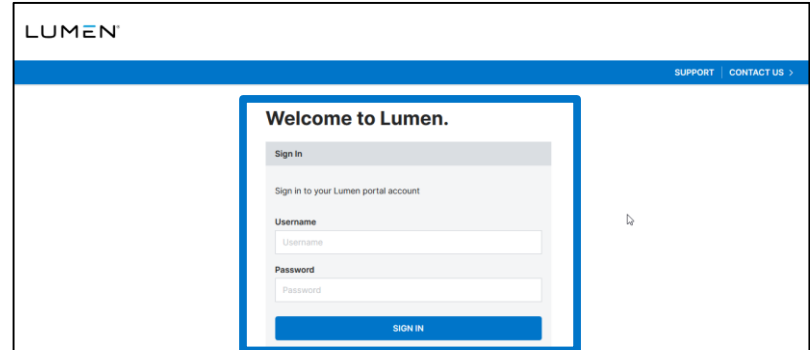 LUMEN®
SUPPORT | CONTACT US >
Welcome to Lumen.
Sign In
Sign in to your Lumen portal account
Username
Username
Password
Password
SIGN IN